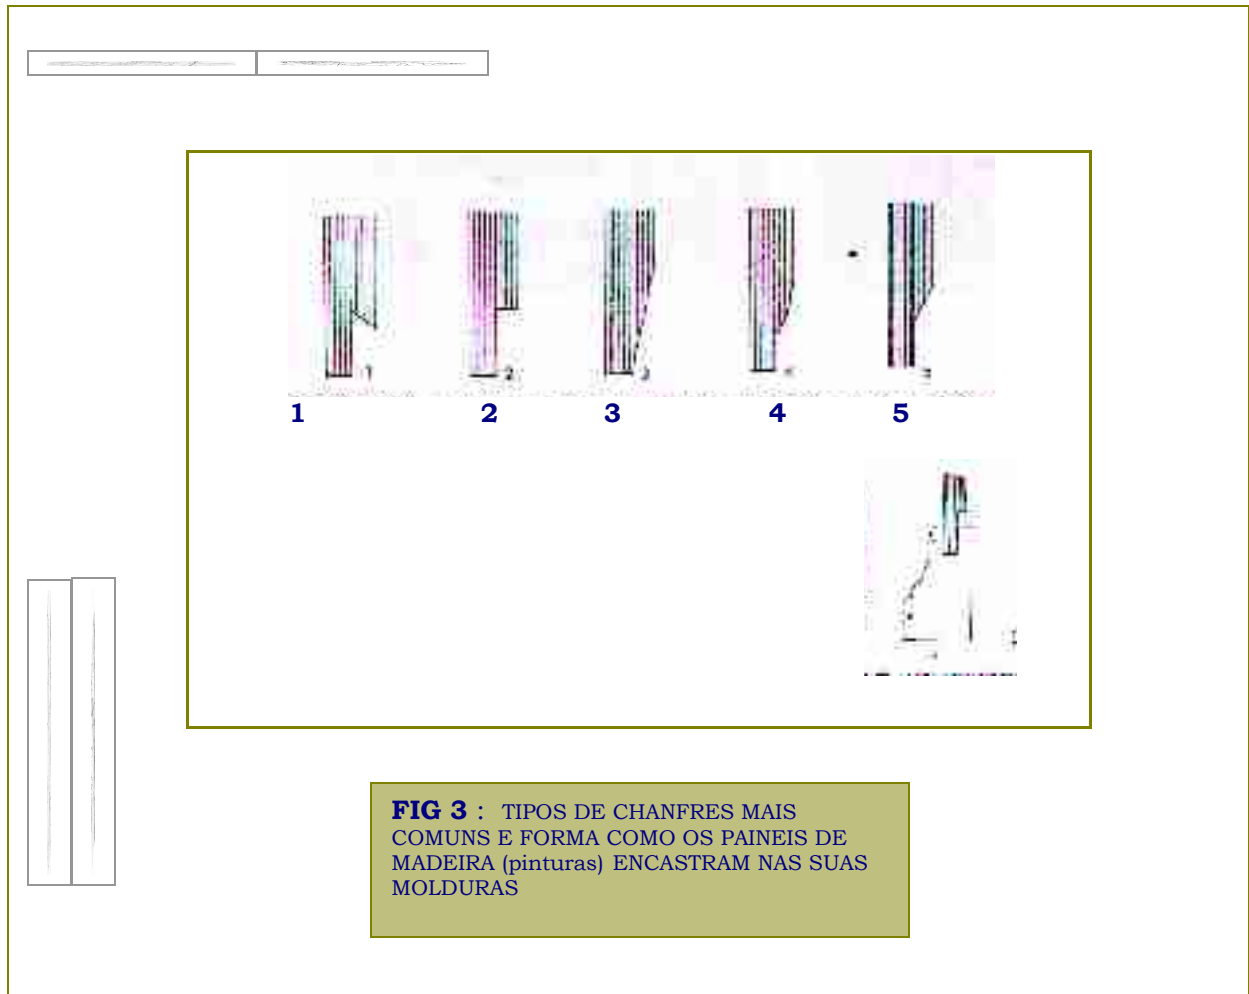 1 2 3 4 5
FIG 3 : TIPOS DE CHANFRES MAIS
COMUNS E FORMA COMO OS PAINEIS DE
MADEIRA (pinturas) ENCASTRAM NAS SUAS
MOLDURAS